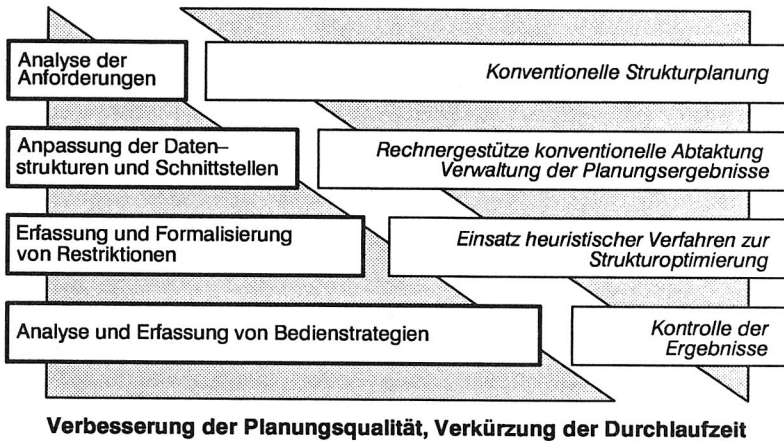 Analyse der
Anforderungen
Konventionelle Strukturplanung
Anpassung der Daten–
strukturen und Schnittstellen
Rechnergestütze konventionelle Abtaktung
Verwaltung der Planungsergebnisse
Erfassung und Formalisierung
von Restriktionen
Einsatz heuristischer Verfahren zur
Strukturoptimierung
Analyse und Erfassung von Bedienstrategien
Kontrolle der
Ergebnisse
Verbesserung der Planungsqualität, Verkürzung der Durchlaufzeit